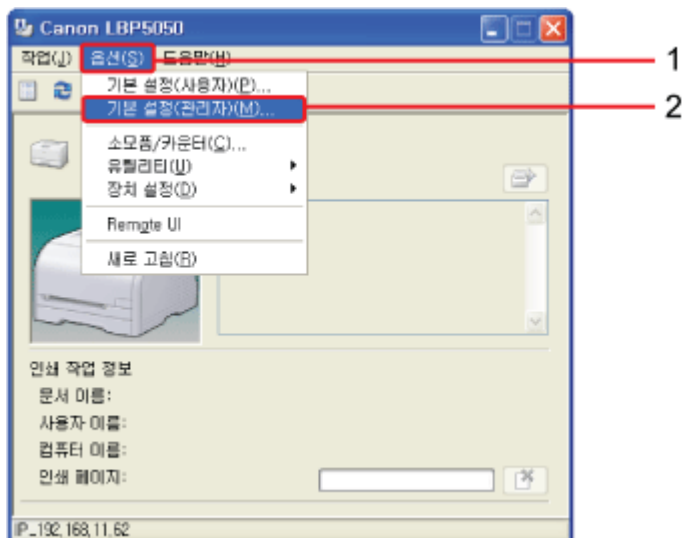 Canon LBP5050
작업(J) 옵션(S) 도움말(H)
1
기본 설정(사용자)(P)...
기본 설정(관리자)(M)...
2
소모품/카운터(C)...
유틸리티(U)
장치 설정(D)
Remote UI
새로 고침(R)
인쇄 작업 정보
문서 이름:
사용자 이름:
컴퓨터 이름:
인쇄 페이지:
IP_192,168,11,62